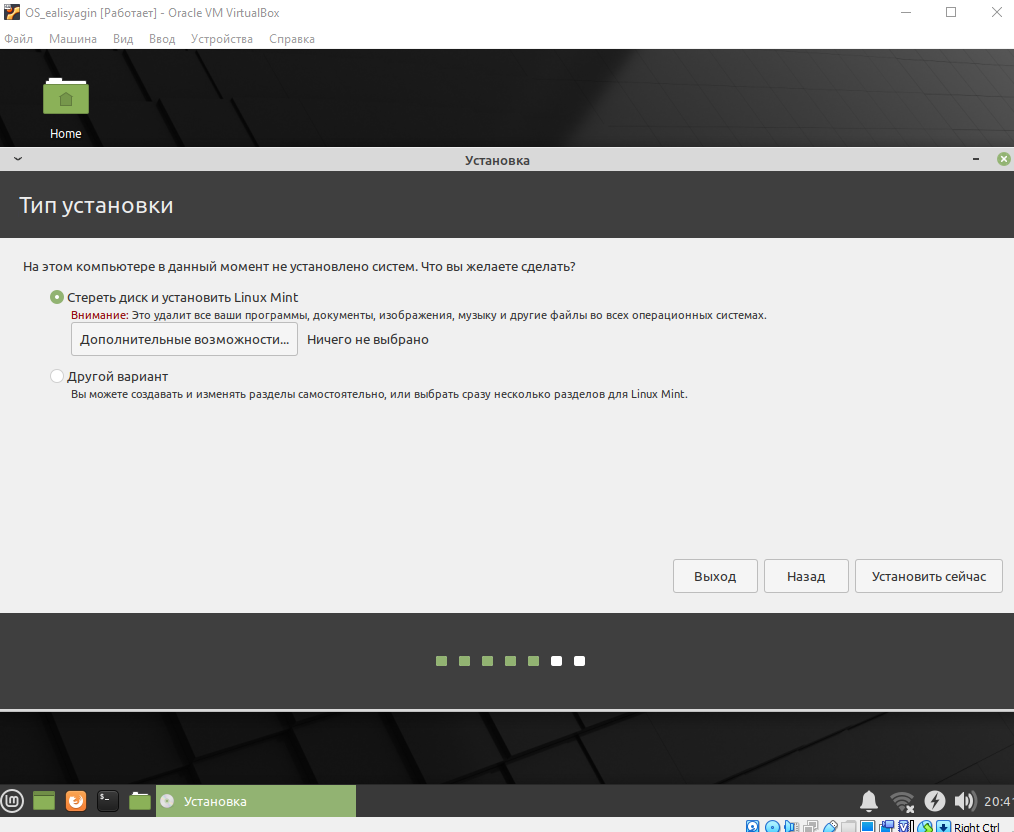 OS_ealisyagin [Работает] - Oracle VM VirtualBox
Файл Машина Вид Ввод Устройства Справка
Home
Установка
Тип установки
На этом компьютере в данный момент не установлено систем. Что вы желаете сделать?
Стереть диск и установить Linux Mint
Внимание: Это удалит все ваши программы, документы, изображения, музыку и другие файлы во всех операционных системах.
Дополнительные возможности... Ничего не выбрано
Другой вариант
Вы можете создавать и изменять разделы самостоятельно, или выбрать сразу несколько разделов для Linux Mint.
Выход Назад Установить сейчас
Установка 20:41
Right Ctrl